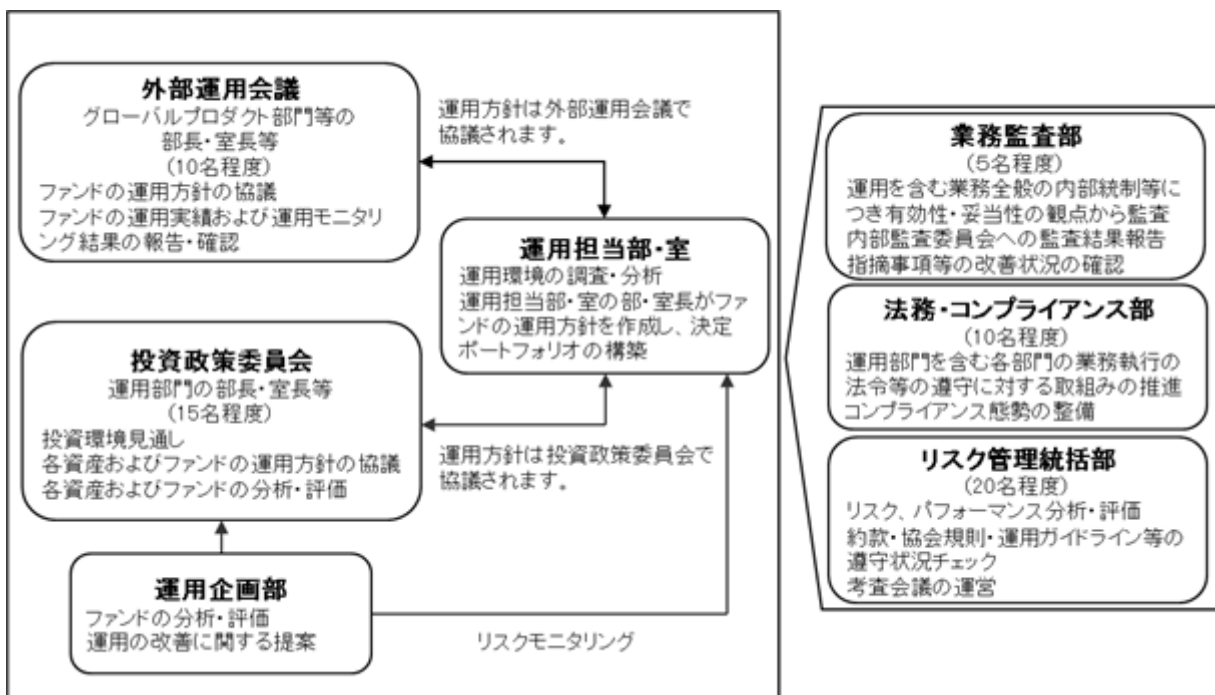 外部運用会議
グローバルプロダクト部門等の
部長・室長等
(10名程度)
ファンドの運用方針の協議
ファンドの運用実績および運用モニタリ
ング結果の報告・確認
運用方針は外部運用会議で
協議されます。
運用担当部・室
運用環境の調査・分析
運用担当部・室の部・室長がファ
ンドの運用方針を作成し、決定
ポートフォリオの構築
投資政策委員会
運用部門の部長・室長等
(15名程度)
投資環境見通し
各資産およびファンドの運用方針の協議
各資産およびファンドの分析・評価
運用方針は投資政策委員会で
協議されます。
運用企画部
ファンドの分析・評価
運用の改善に関する提案
リスクモニタリング
業務監査部
(5名程度)
運用を含む業務全般の内部統制等に
つき有効性・妥当性の観点から監査
内部監査委員会への監査結果報告
指摘事項等の改善状況の確認
法務・コンプライアンス部
(10名程度)
運用部門を含む各部門の業務執行の
法令等の遵守に対する取組みの推進
コンプライアンス態勢の整備
リスク管理統括部
(20名程度)
リスク、パフォーマンス分析・評価
約款・協会規則・運用ガイドライン等の
遵守状況チェック
考査会議の運営